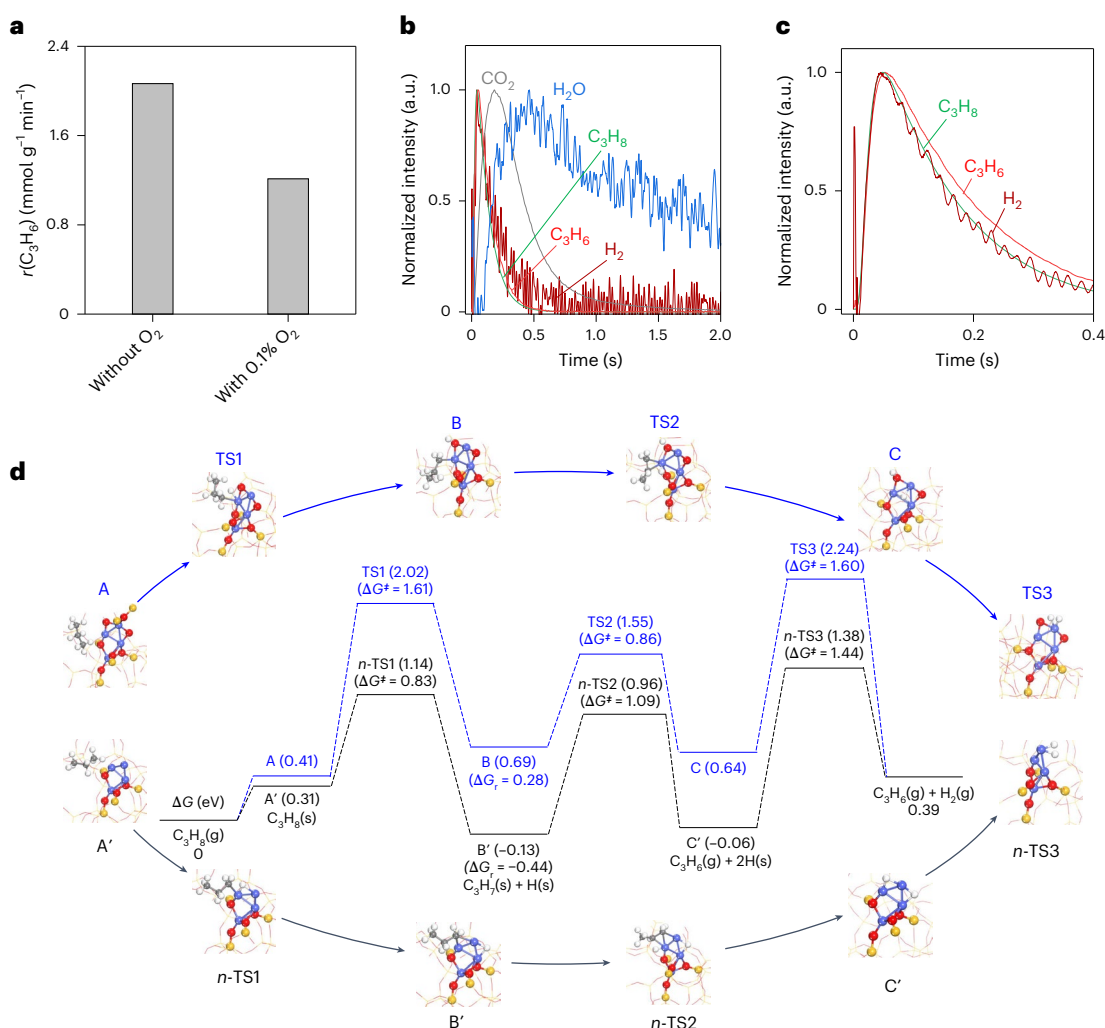 a
r(C₃H₆) (mmol g⁻¹ min⁻¹)
2.4
1.6
0.8
0
Without O₂
With 0.1% O₂
b
Normalized intensity (a.u.)
1.0
0.5
0
CO₂
H₂O
C₃H₈
C₃H₆
H₂
0
0.5
1.0
1.5
2.0
Time (s)
c
Normalized intensity (a.u.)
1.0
0.5
0
C₃H₈
C₃H₆
H₂
0
0.2
0.4
Time (s)
d
A
TS1
B
TS2
C
TS3
TS1 (2.02)
(ΔG‡ = 1.61)
TS2 (1.55)
(ΔG‡ = 0.86)
TS3 (2.24)
(ΔG‡ = 1.60)
n-TS1 (1.14)
(ΔG‡ = 0.83)
n-TS2 (0.96)
(ΔG‡ = 1.09)
n-TS3 (1.38)
(ΔG‡ = 1.44)
A (0.41)
B (0.69)
(ΔGᵣ = 0.28)
C (0.64)
ΔG (eV)
C₃H₈(g)
0
A′ (0.31)
C₃H₈(s)
B′ (−0.13)
(ΔGᵣ = −0.44)
C₃H₇(s) + H(s)
C′ (−0.06)
C₃H₆(g) + 2H(s)
C₃H₆(g) + H₂(g)
0.39
A′
n-TS1
B′
n-TS2
C′
n-TS3